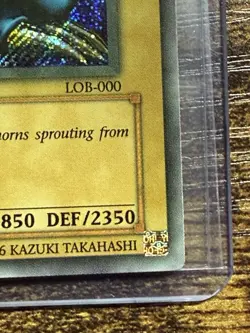 LOB-000
horns sprouting from
850 DEF/2350
6 KAZUKI TAKAHASHI